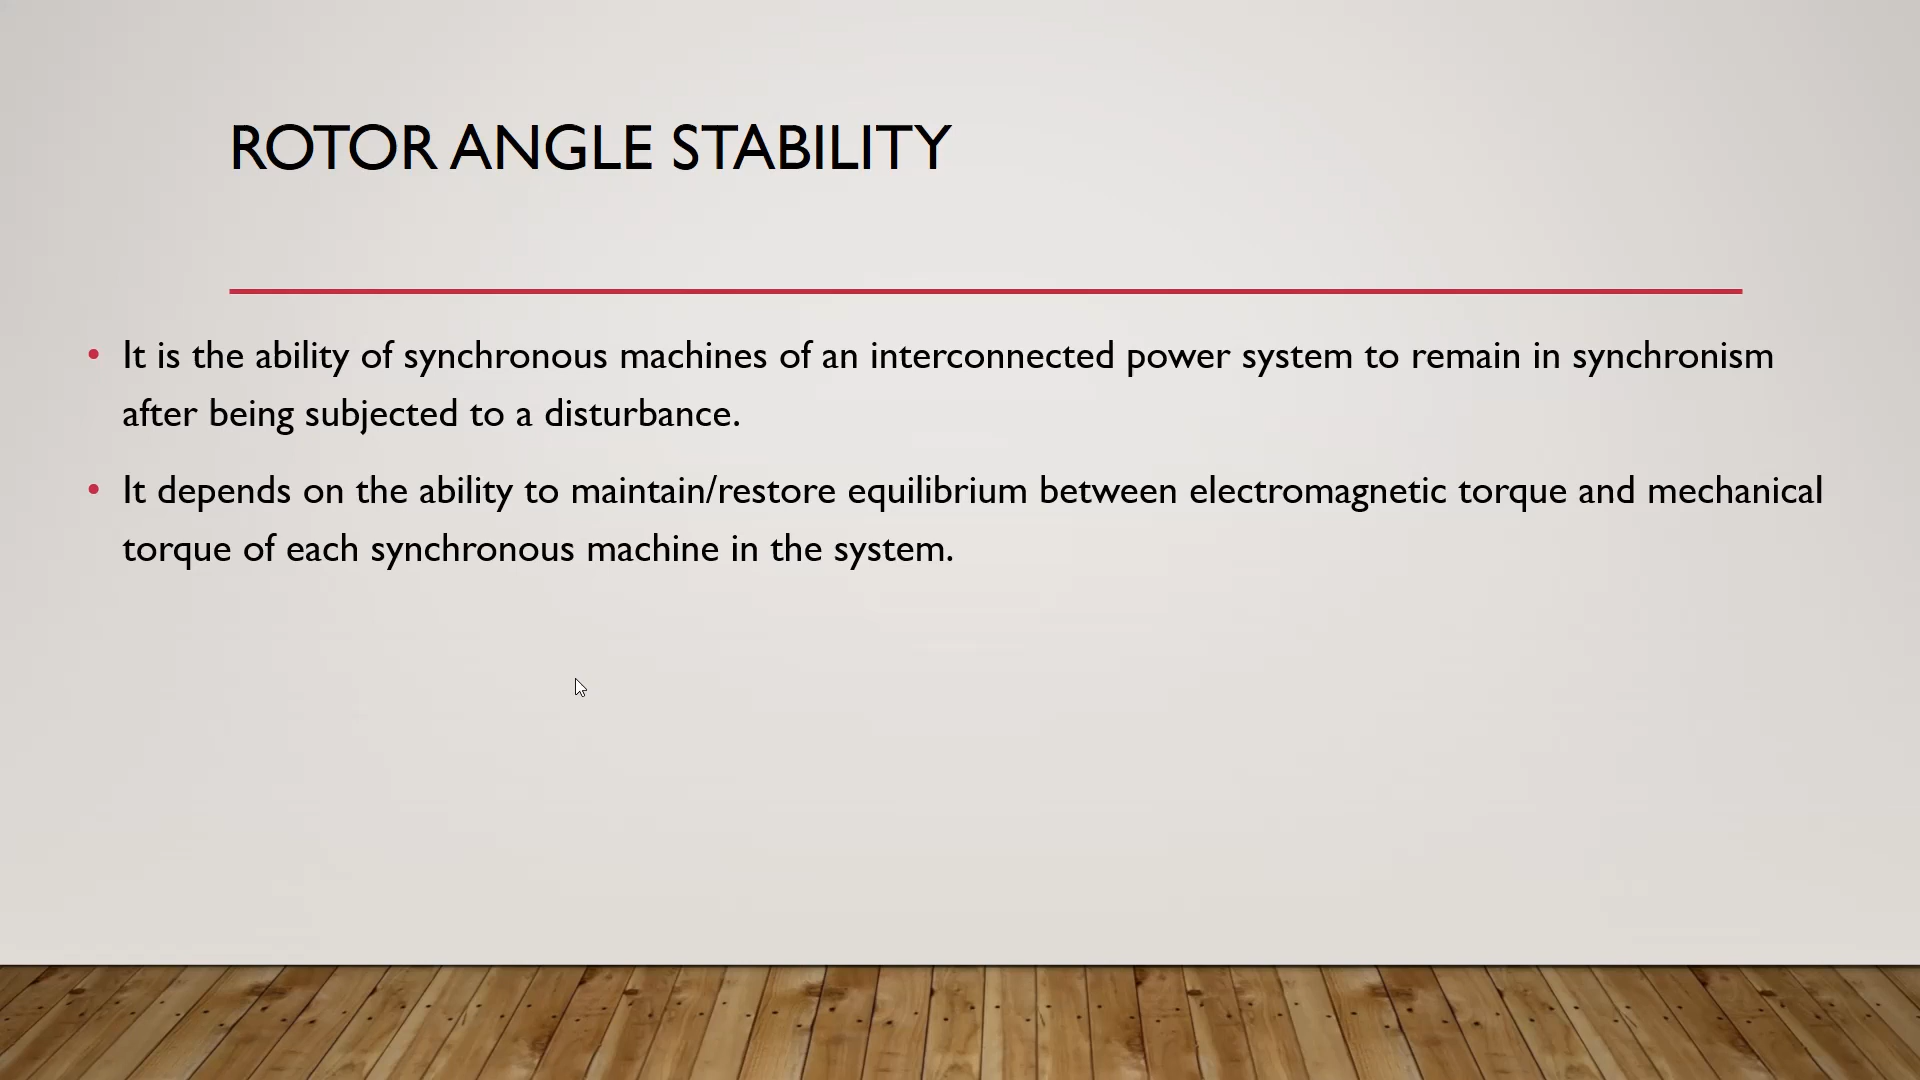 ROTOR ANGLE STABILITY
• It is the ability of synchronous machines of an interconnected power system to remain in synchronism
after being subjected to a disturbance.
• It depends on the ability to maintain/restore equilibrium between electromagnetic torque and mechanical
torque of each synchronous machine in the system.